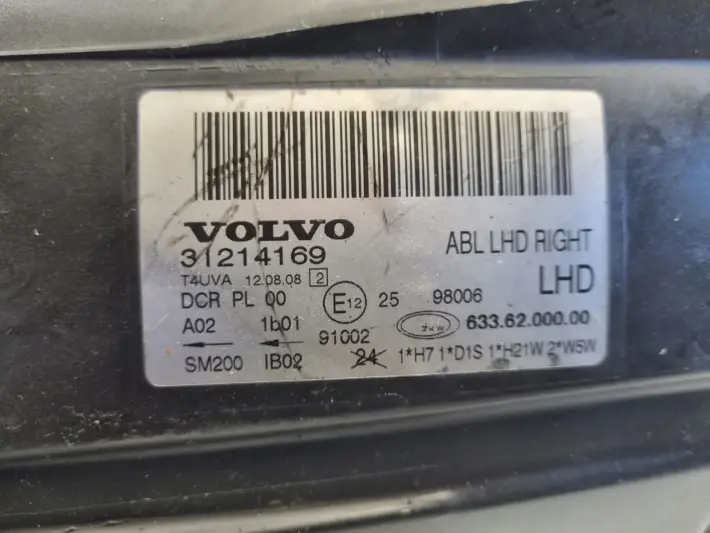 VOLVO
31214169
ABL LHD RIGHT
T4UVA 12.08.08 2
LHD
DCR PL 00
E12 25 98006
A02 1b01
91002
ZKW 633.62.000.00
SM200 IB02
24 1*H7 1*D1S 1*H21W 2*W5W